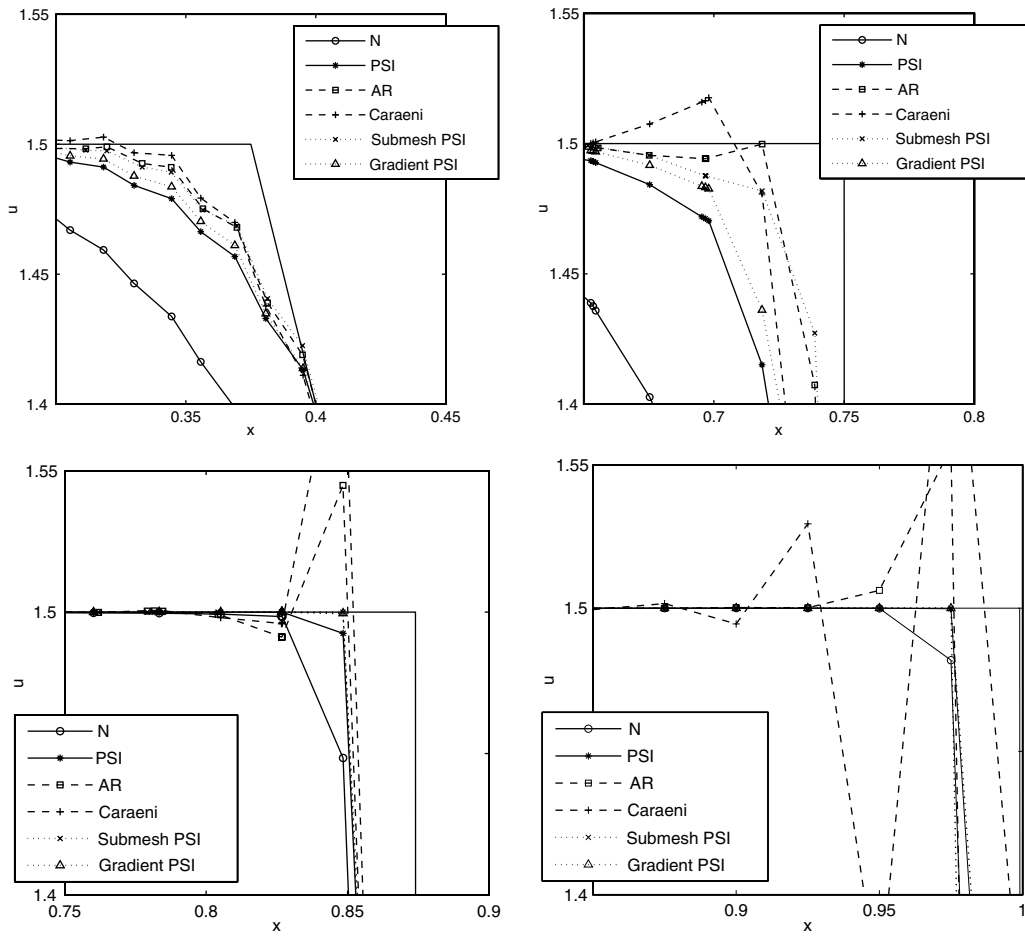 1.55
1.5
1.45
1.4
u
0.35
0.4
0.45
x
N
PSI
AR
Caraeni
Submesh PSI
Gradient PSI
1.55
1.5
1.45
1.4
u
0.7
0.75
0.8
x
N
PSI
AR
Caraeni
Submesh PSI
Gradient PSI
1.55
1.5
1.4
u
0.75
0.8
0.85
0.9
x
N
PSI
AR
Caraeni
Submesh PSI
Gradient PSI
1.55
1.5
1.4
u
0.9
0.95
1
x
N
PSI
AR
Caraeni
Submesh PSI
Gradient PSI